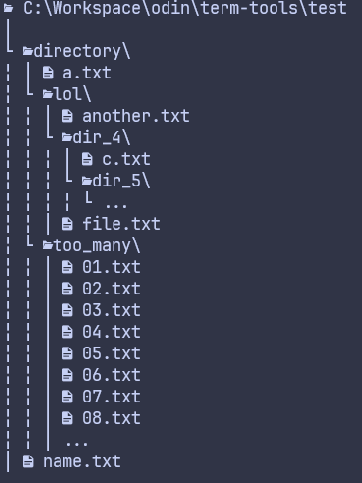 C:\Workspace\odin\term-tools\test
directory\
a.txt
lol\
another.txt
dir_4\
c.txt
dir_5\
...
file.txt
too_many\
01.txt
02.txt
03.txt
04.txt
05.txt
06.txt
07.txt
08.txt
...
name.txt